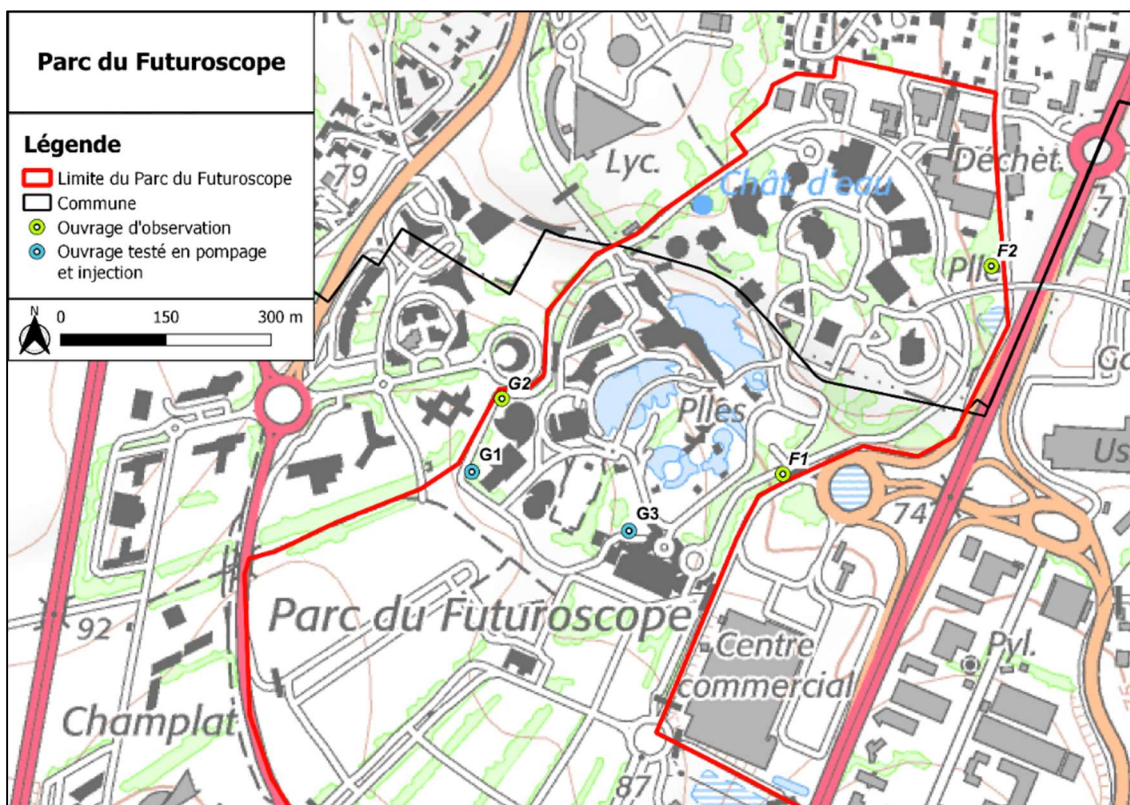 Parc du Futuroscope
Légende
Limite du Parc du Futuroscope
Commune
Ouvrage d'observation
Ouvrage testé en pompage
et injection
N
0 150 300 m
79
Lyc.
Chât. d'eau
Déchèt.
71
F2
Plle
G2
Plles
G1
F1
G3
74
Us
92
Parc du Futuroscope
Centre
commercial
Pyl.
Champlat
87